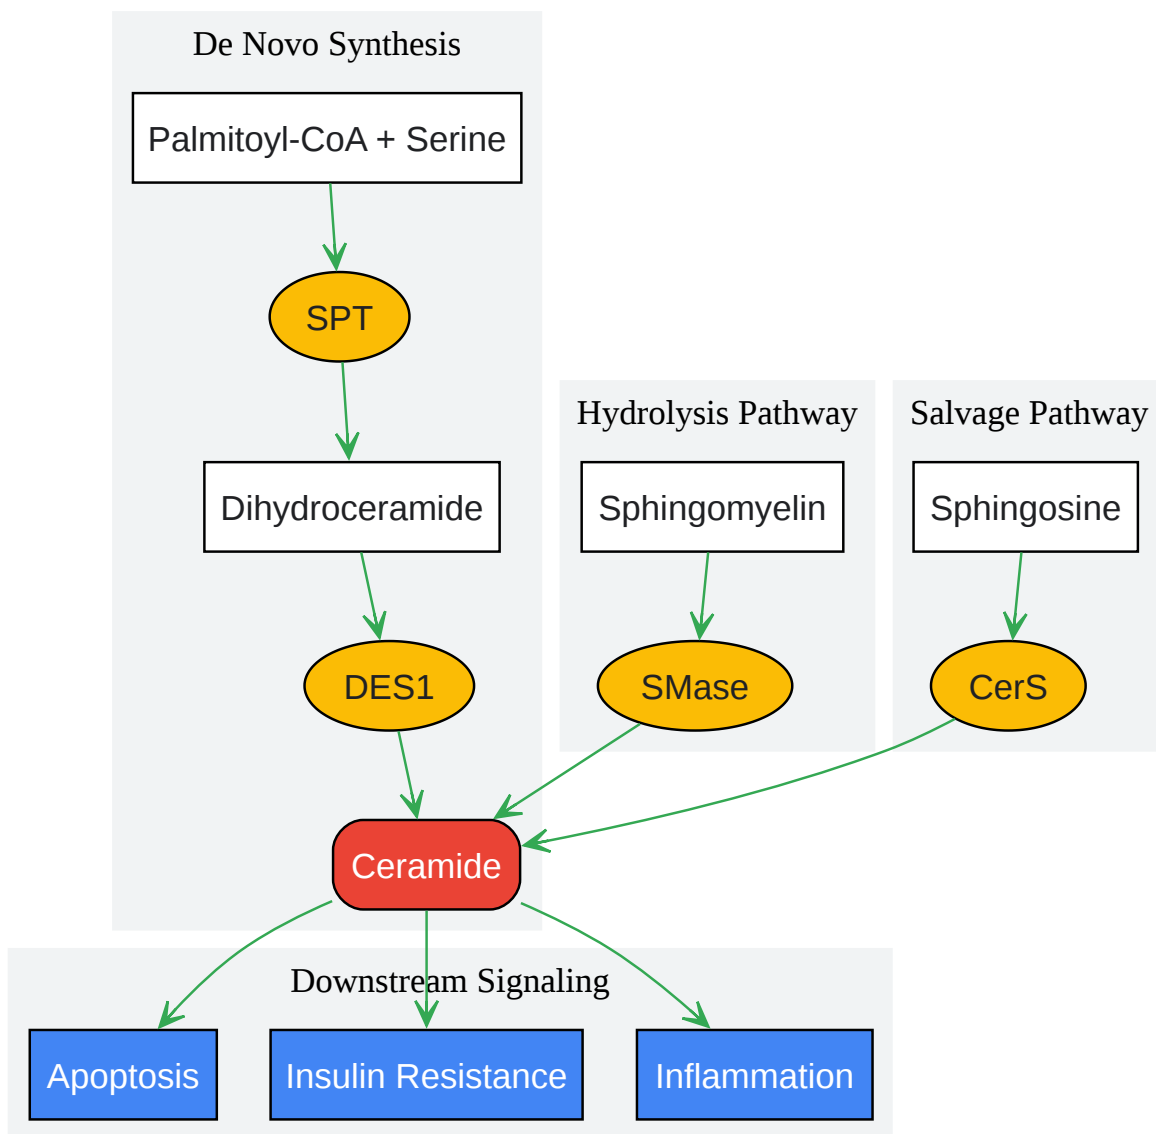 De Novo Synthesis
Palmitoyl-CoA + Serine
SPT
Dihydroceramide
DES1
Hydrolysis Pathway
Sphingomyelin
SMase
Salvage Pathway
Sphingosine
CerS
Ceramide
Downstream Signaling
Apoptosis
Insulin Resistance
Inflammation